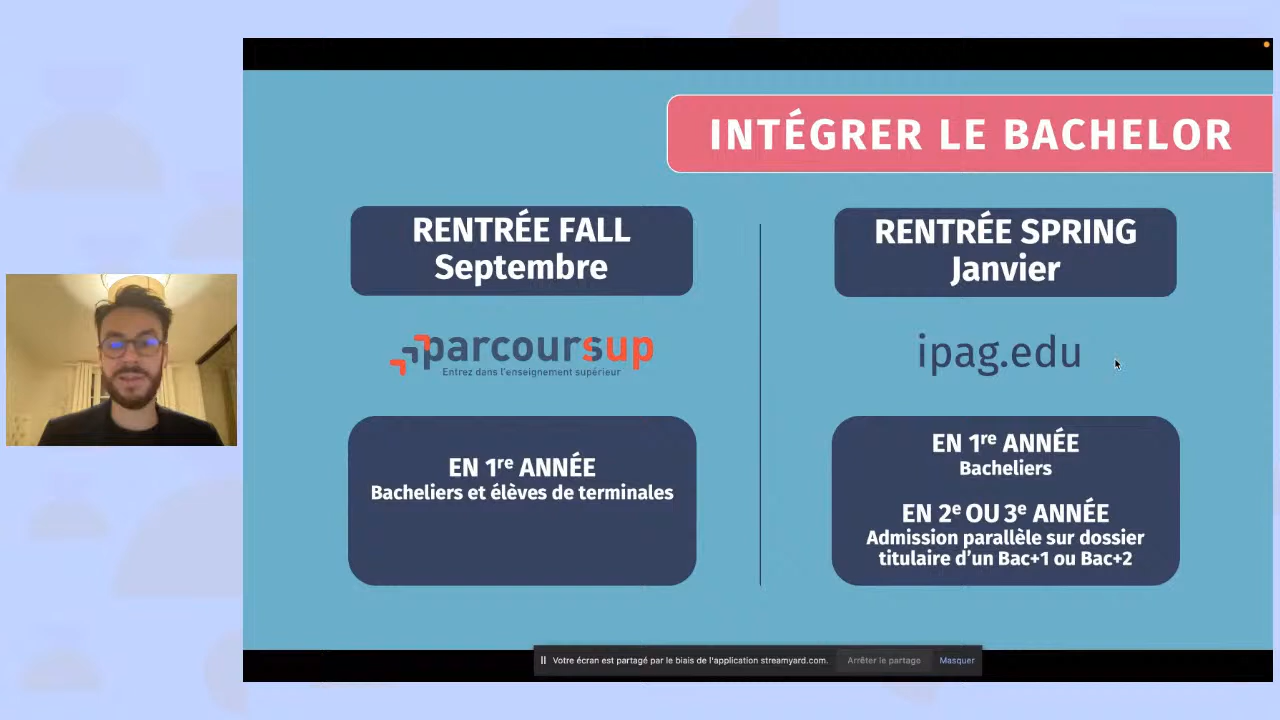 INTÉGRER LE BACHELOR
RENTRÉE FALL
Septembre
parcoursup
Entrez dans l'enseignement supérieur
EN 1re ANNÉE
Bacheliers et élèves de terminales
RENTRÉE SPRING
Janvier
ipag.edu
EN 1re ANNÉE
Bacheliers
EN 2e OU 3e ANNÉE
Admission parallèle sur dossier
titulaire d'un Bac+1 ou Bac+2
Votre écran est partagé par le biais de l'application streamyard.com. Arrêter le partage Masquer